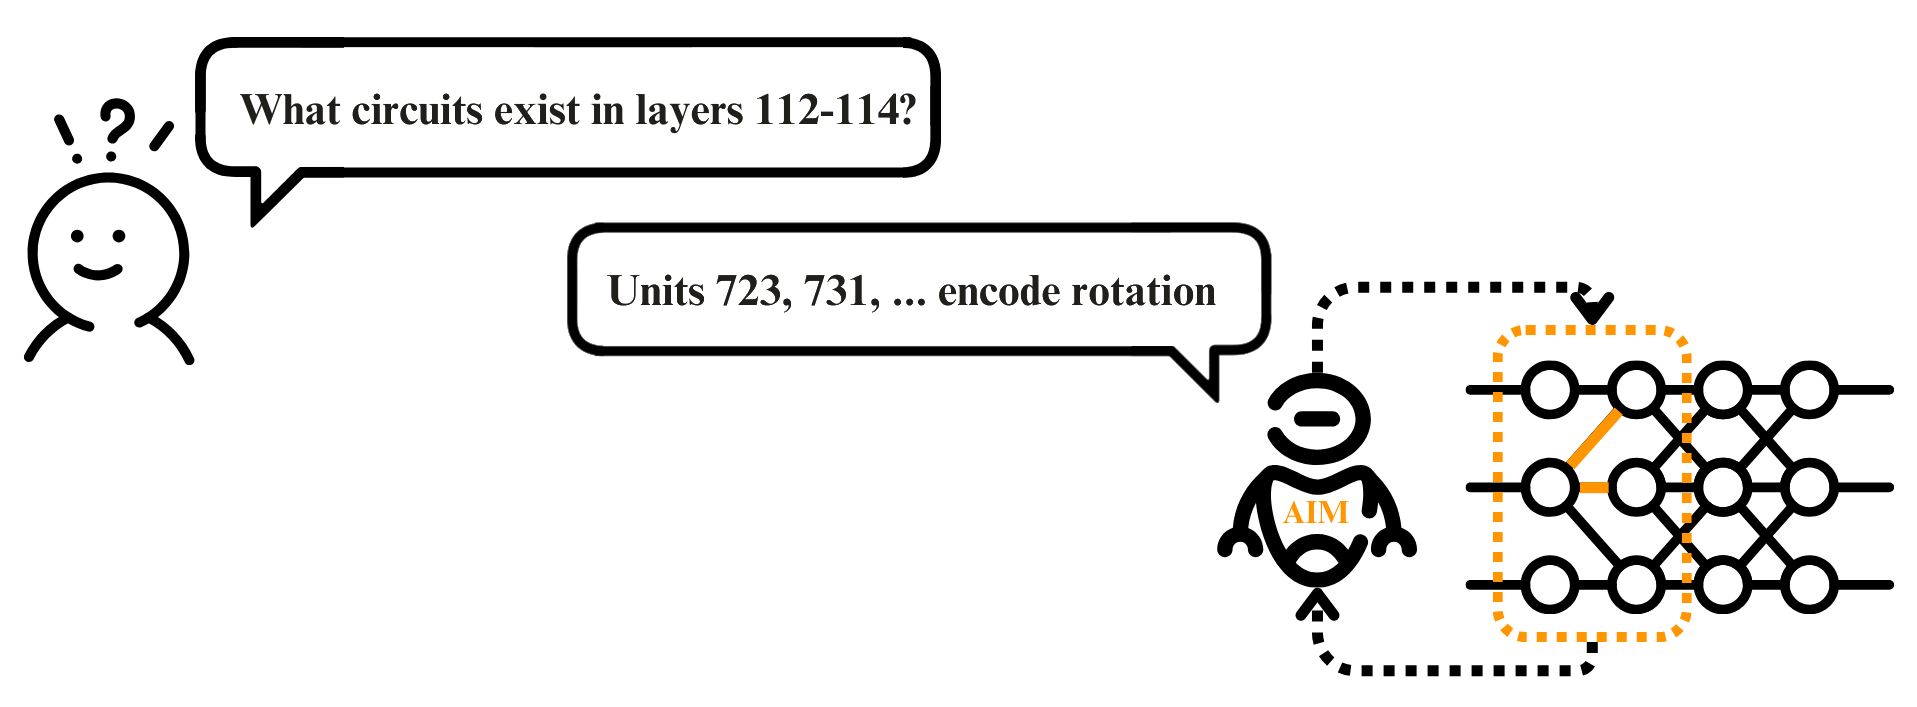 ?
What circuits exist in layers 112-114?
Units 723, 731, ... encode rotation
AIM